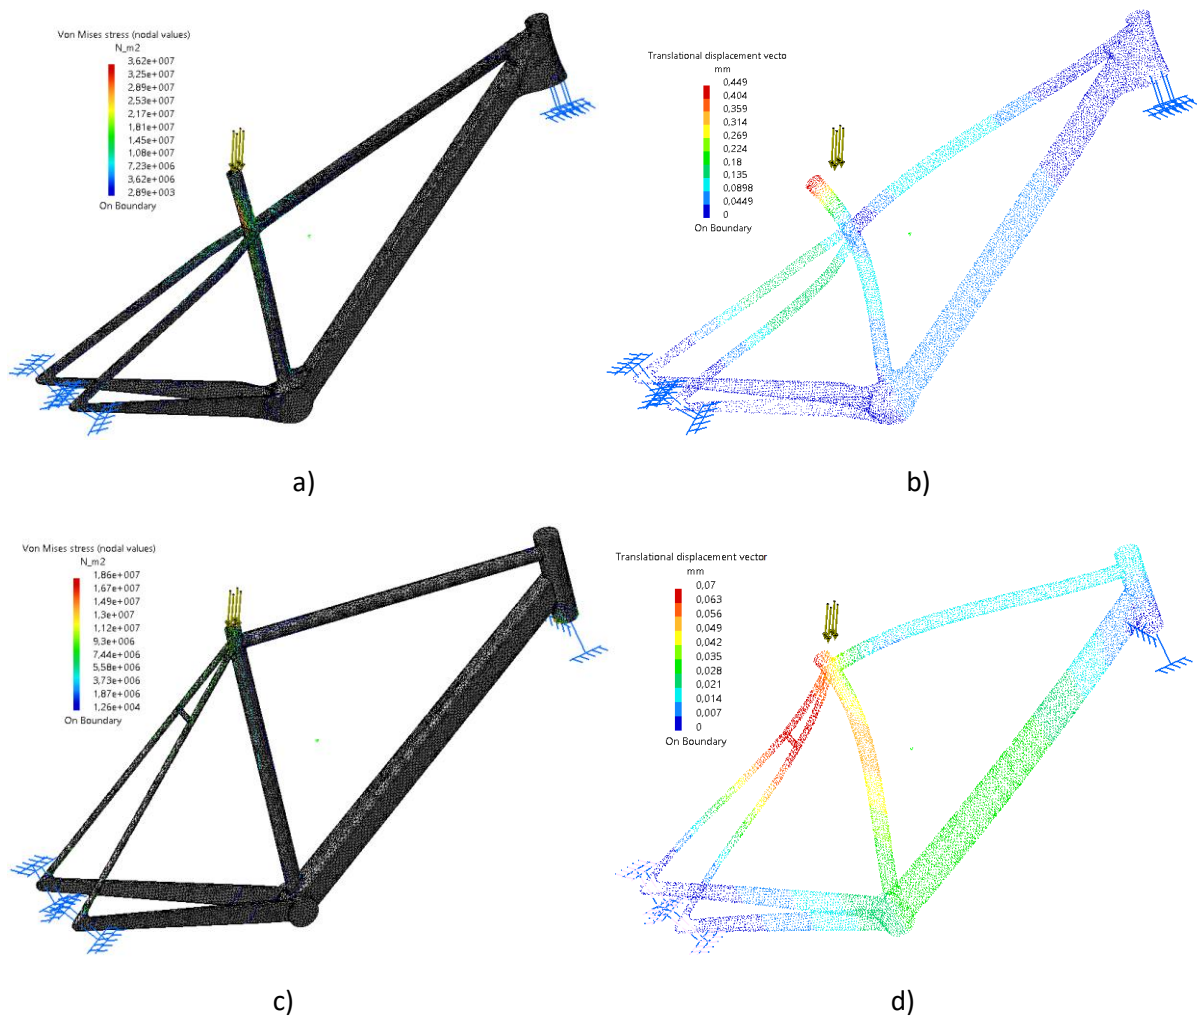 Von Mises stress (nodal values)
N_m2
3,62e+007
3,25e+007
2,89e+007
2,53e+007
2,17e+007
1,81e+007
1,45e+007
1,08e+007
7,23e+006
3,62e+006
2,89e+003
On Boundary
a)
Translational displacement vecto
mm
0,449
0,404
0,359
0,314
0,269
0,224
0,18
0,135
0,0898
0,0449
0
On Boundary
b)
Von Mises stress (nodal values)
N_m2
1,86e+007
1,67e+007
1,49e+007
1,3e+007
1,12e+007
9,3e+006
7,44e+006
5,58e+006
3,73e+006
1,87e+006
1,26e+004
On Boundary
c)
Translational displacement vector
mm
0,07
0,063
0,056
0,049
0,042
0,035
0,028
0,021
0,014
0,007
0
On Boundary
d)